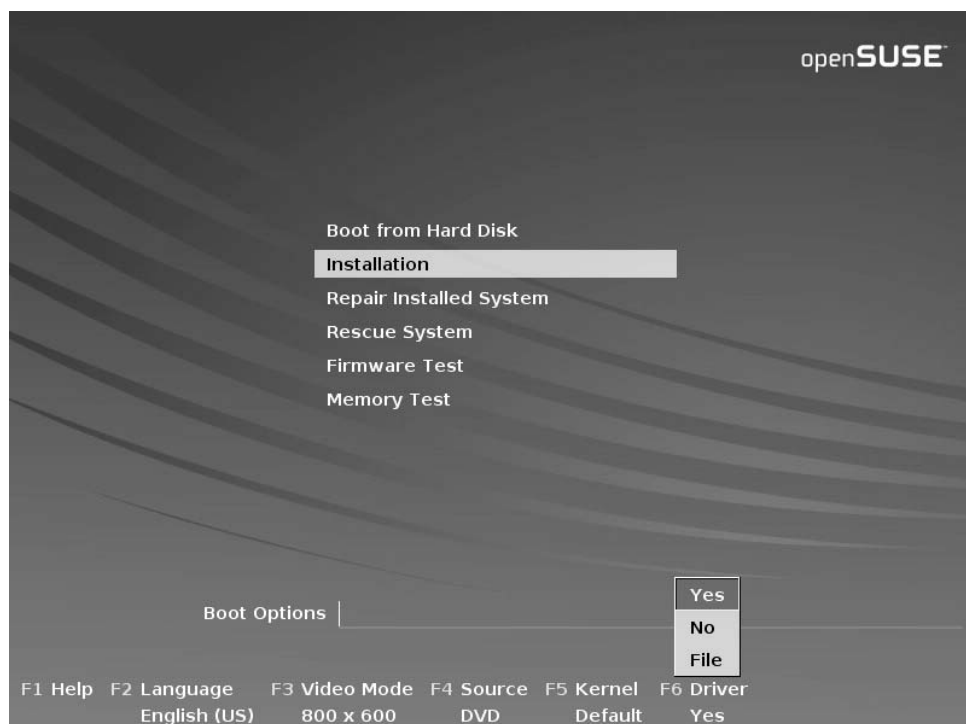 openSUSE
Boot from Hard Disk
Installation
Repair Installed System
Rescue System
Firmware Test
Memory Test
Boot Options
Yes
No
File
F1 Help F2 Language F3 Video Mode F4 Source F5 Kernel F6 Driver
English (US) 800 x 600 DVD Default Yes